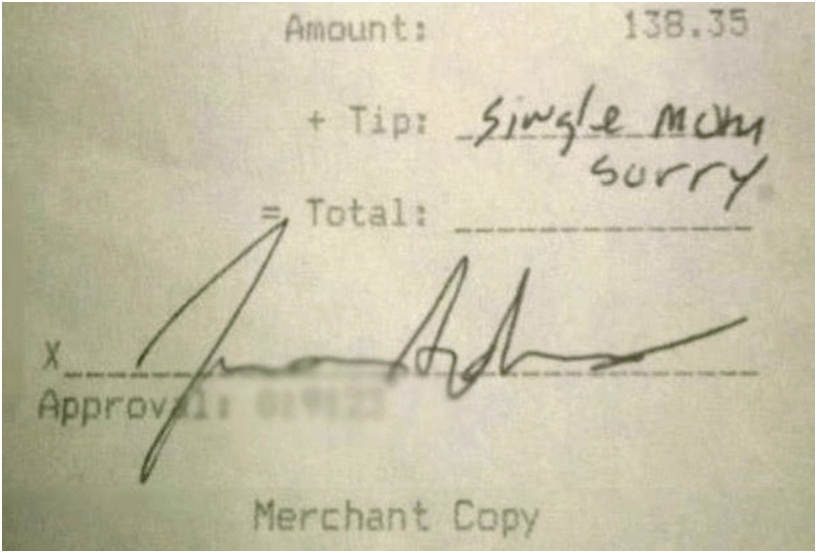 Amount: 138.35
+ Tip: single mom
sorry
= Total:
X
Approval:
Merchant Copy